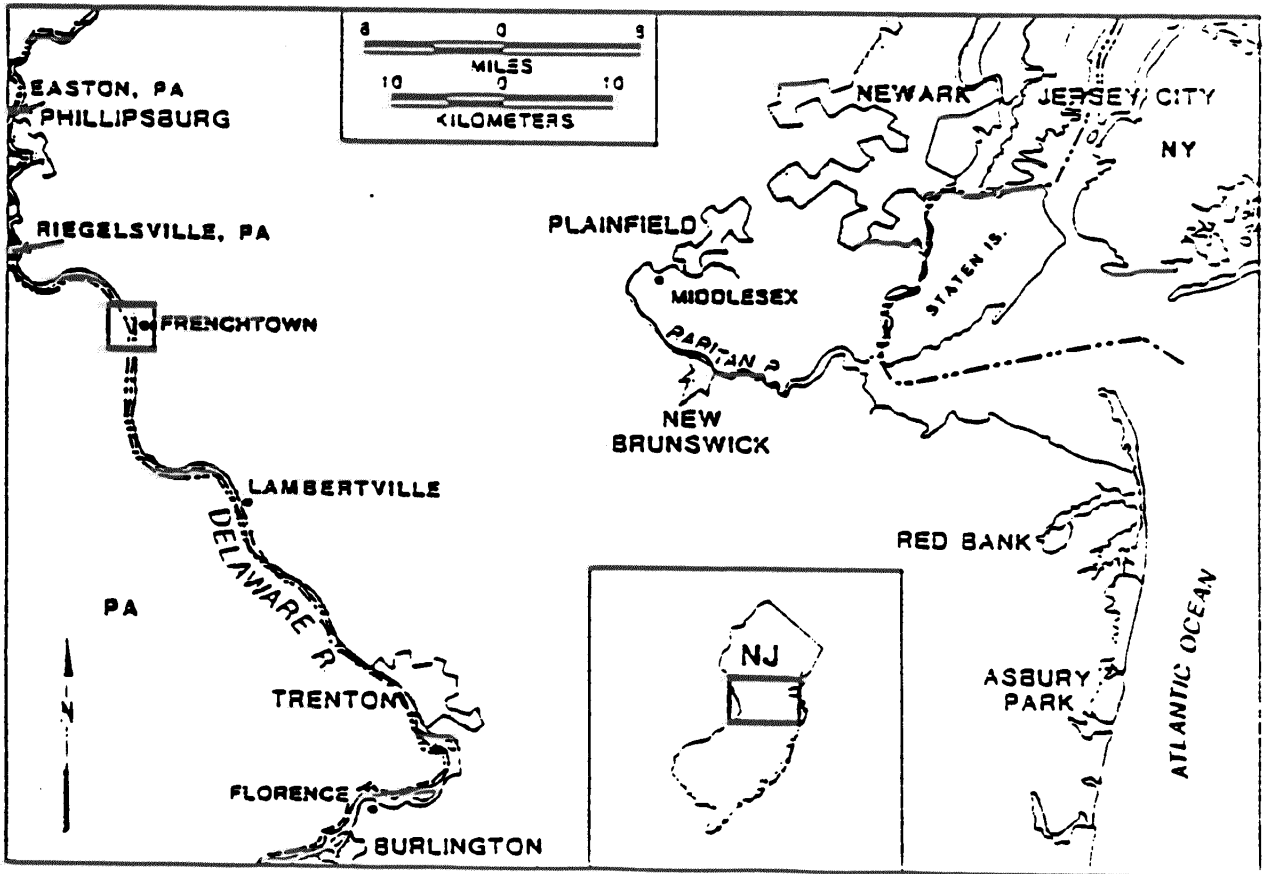 8 0 8
MILES
10 0 10
KILOMETERS
EASTON, PA
PHILLIPSBURG
NEWARK
JERSEY CITY
NY
RIEGELSVILLE, PA
PLAINFIELD
MIDDLESEX
STATEN IS.
FRENCHTOWN
RARITAN R
NEW
BRUNSWICK
LAMBERTVILLE
DELAWARE R
RED BANK
PA
ATLANTIC OCEAN
NJ
ASBURY
PARK
TRENTON
N
FLORENCE
BURLINGTON